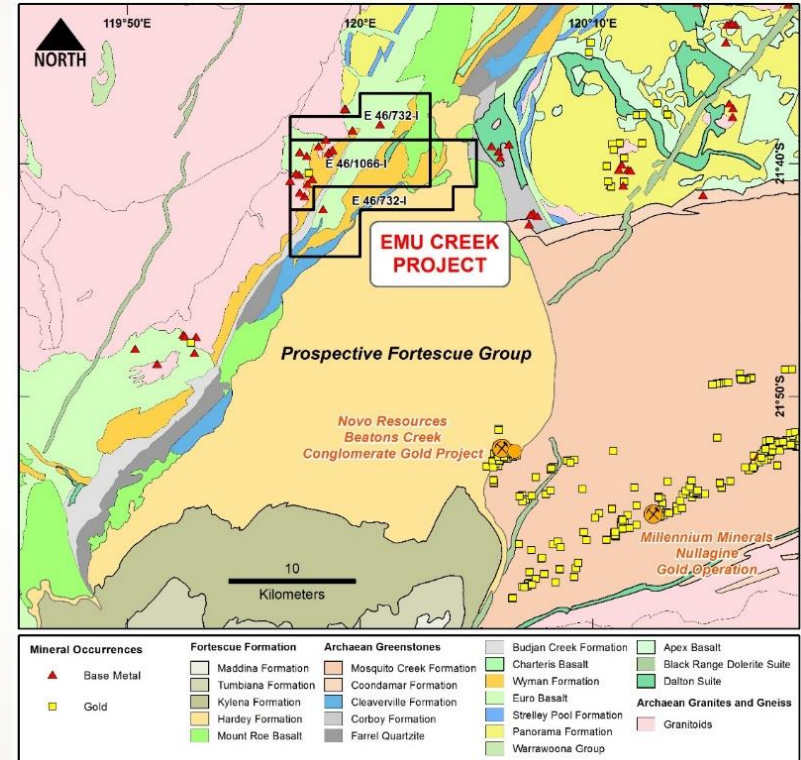 119°50'E
120°E
120°10'E
NORTH
E 46/732-I
E 46/1066-I
21°40'S
E 46/732-I
EMU CREEK
PROJECT
Prospective Fortescue Group
21°50'S
Novo Resources
Beatons Creek
Conglomerate Gold Project
Millennium Minerals
Nullagine
Gold Operation
10
Kilometers
Mineral Occurrences
Base Metal
Gold
Fortescue Formation
Maddina Formation
Tumbiana Formation
Kylena Formation
Hardey Formation
Mount Roe Basalt
Archaean Greenstones
Mosquito Creek Formation
Coondamar Formation
Cleaverville Formation
Corboy Formation
Farrel Quartzite
Budjan Creek Formation
Charteris Basalt
Wyman Formation
Euro Basalt
Strelley Pool Formation
Panorama Formation
Warrawoona Group
Apex Basalt
Black Range Dolerite Suite
Dalton Suite
Archaean Granites and Gneiss
Granitoids